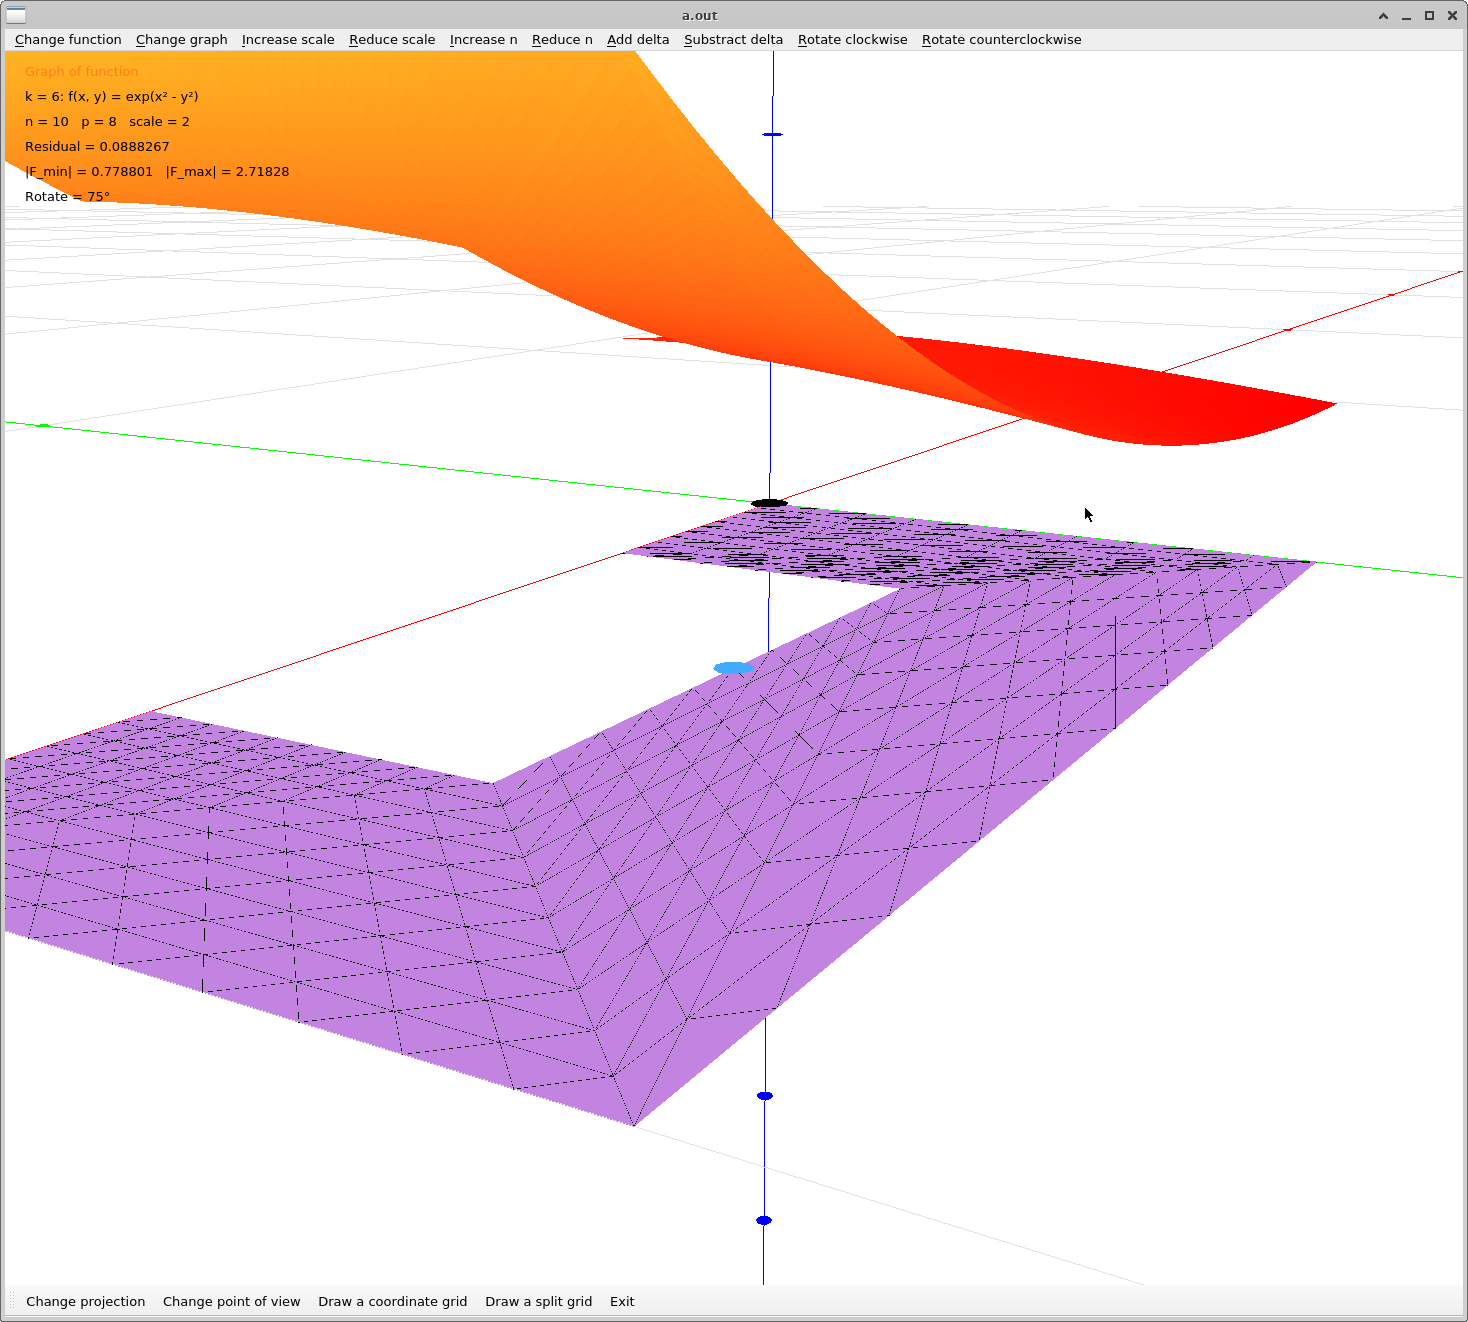 a.out
Change function Change graph Increase scale Reduce scale Increase n Reduce n Add delta Substract delta Rotate clockwise Rotate counterclockwise
Graph of function
k = 6: f(x, y) = exp(x² - y²)
n = 10 p = 8 scale = 2
Residual = 0.0888267
|F_min| = 0.778801 |F_max| = 2.71828
Rotate = 75°
Change projection Change point of view Draw a coordinate grid Draw a split grid Exit